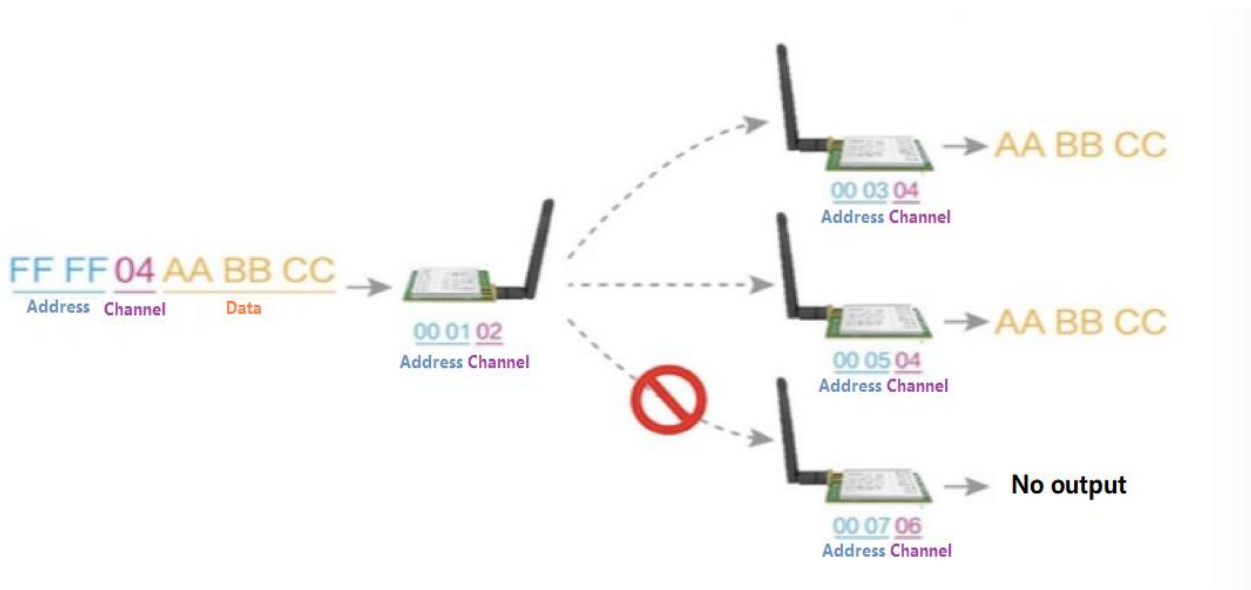 FF FF 04 AA BB CC
Address Channel Data
00 01 02
Address Channel
00 03 04
Address Channel
AA BB CC
00 05 04
Address Channel
AA BB CC
00 07 06
Address Channel
No output